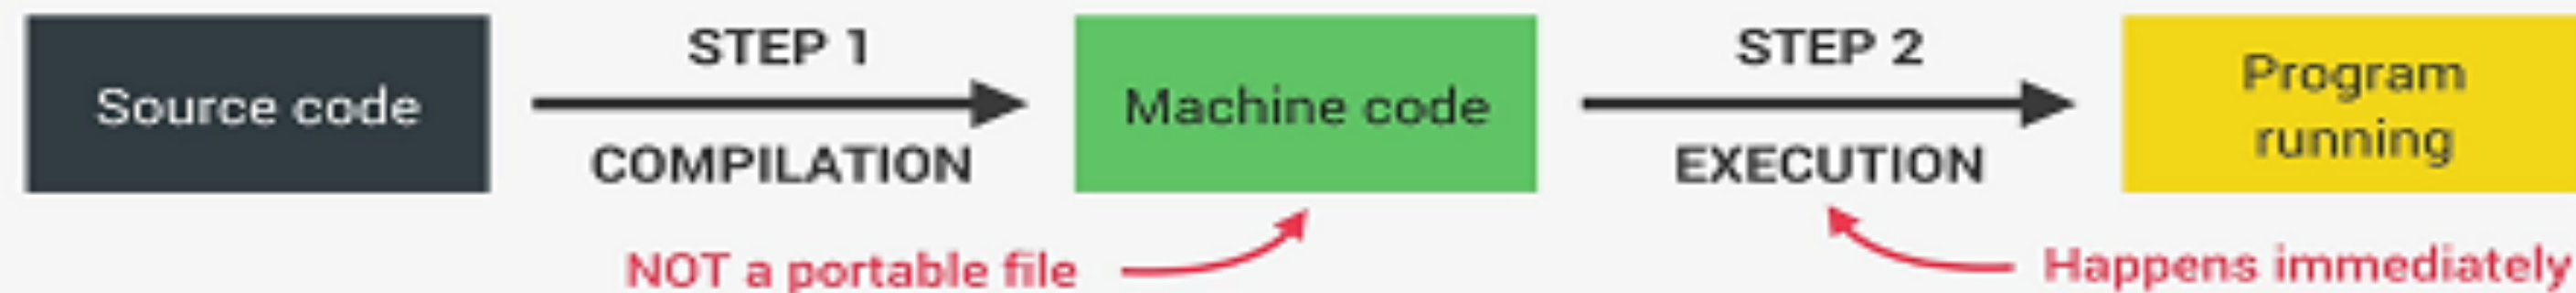 Source code
STEP 1
COMPILATION
Machine code
STEP 2
EXECUTION
Program
running
NOT a portable file
Happens immediately